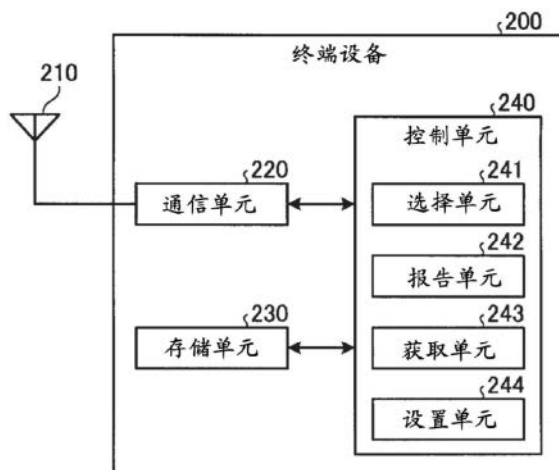 200
终端设备
210
240
控制单元
220
通信单元
241
选择单元
242
报告单元
230
存储单元
243
获取单元
244
设置单元